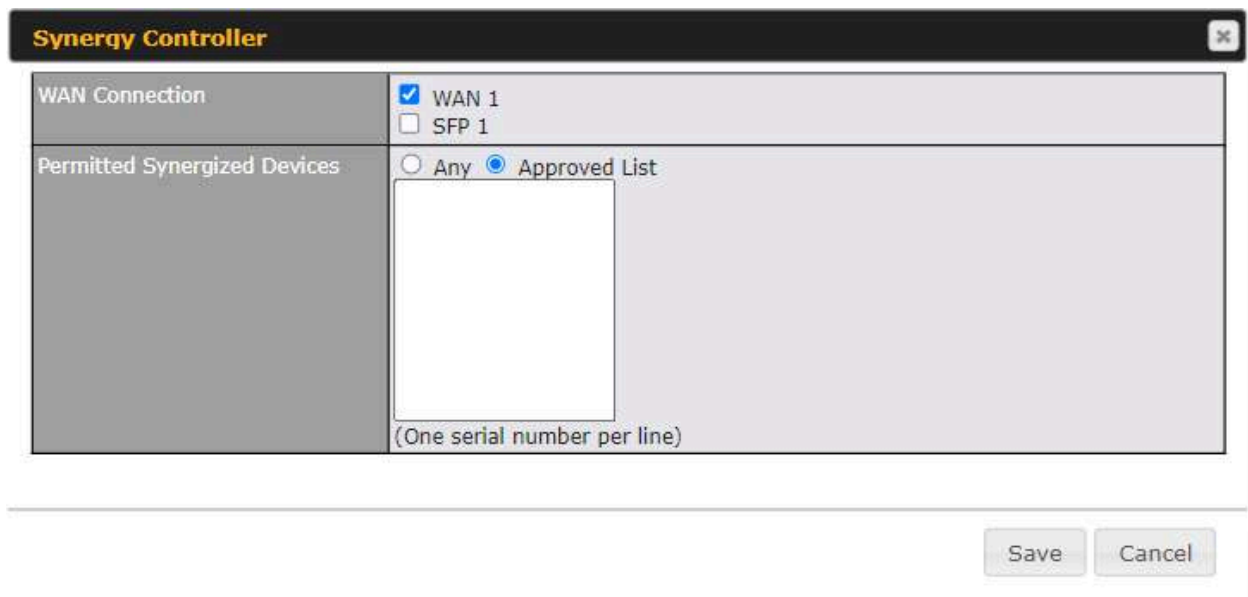 Synergy Controller
WAN Connection
WAN 1
SFP 1
Permitted Synergized Devices
Any Approved List
(One serial number per line)
Save Cancel